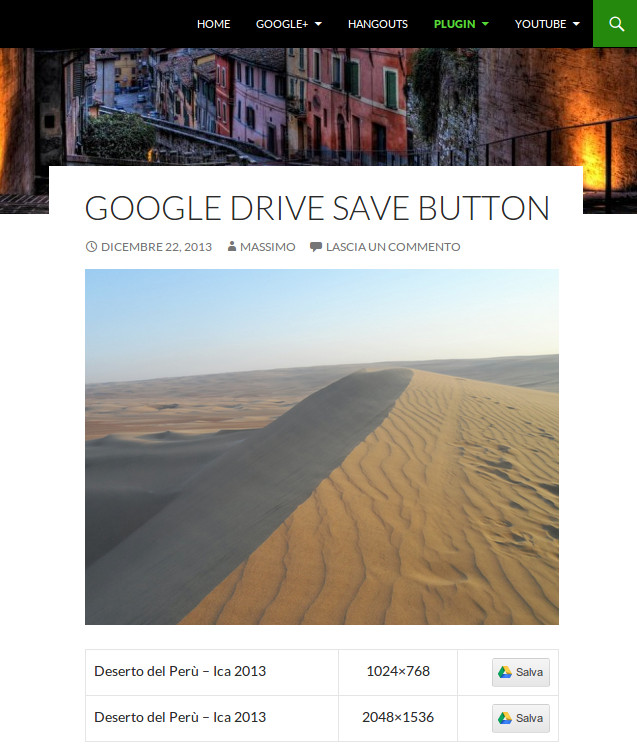 HOME GOOGLE+ HANGOUTS PLUGIN YOUTUBE
GOOGLE DRIVE SAVE BUTTON
DICEMBRE 22, 2013 MASSIMO LASCIA UN COMMENTO
Deserto del Perù – Ica 2013 1024×768 Salva
Deserto del Perù – Ica 2013 2048×1536 Salva